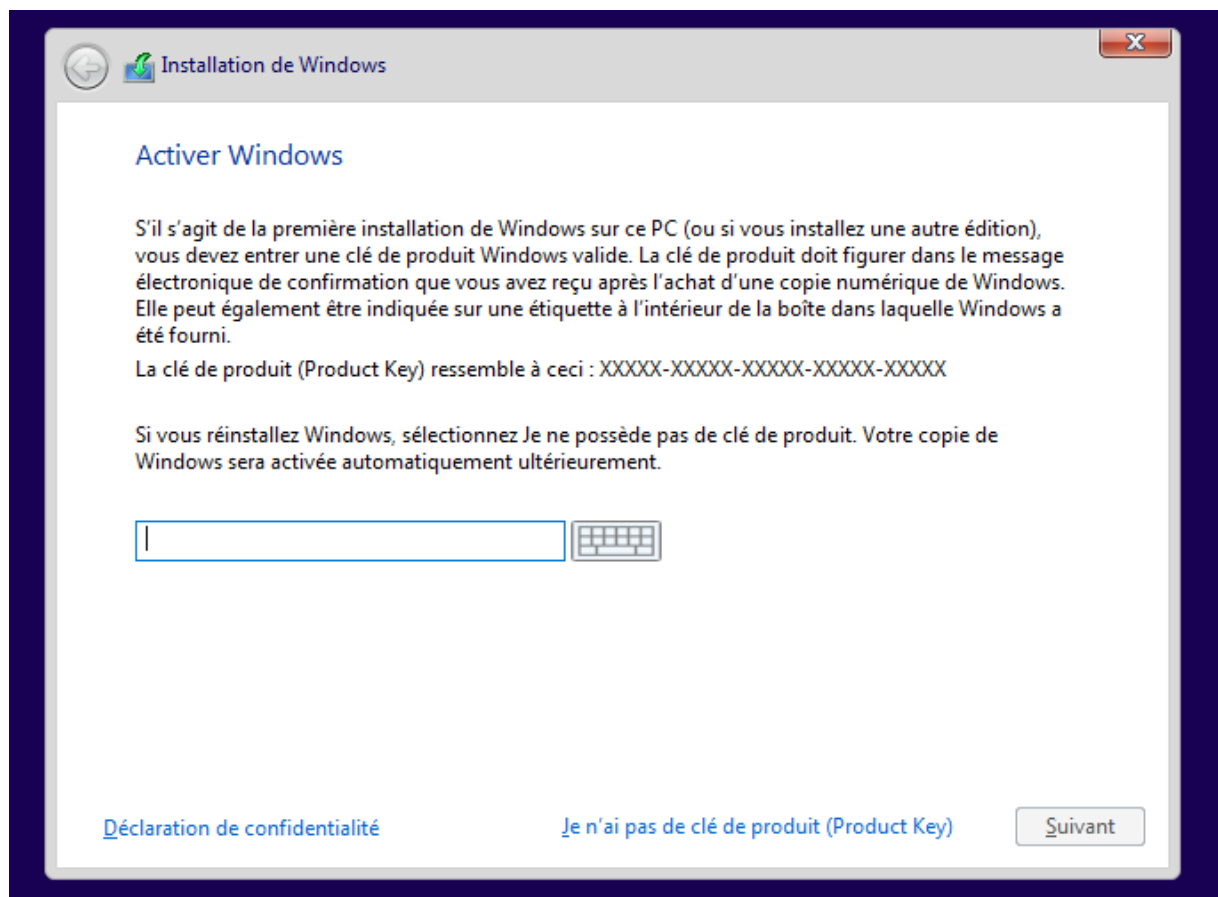 Installation de Windows
Activer Windows
S'il s'agit de la première installation de Windows sur ce PC (ou si vous installez une autre édition),
vous devez entrer une clé de produit Windows valide. La clé de produit doit figurer dans le message
électronique de confirmation que vous avez reçu après l'achat d'une copie numérique de Windows.
Elle peut également être indiquée sur une étiquette à l'intérieur de la boîte dans laquelle Windows a
été fourni.
La clé de produit (Product Key) ressemble à ceci : XXXXX-XXXXX-XXXXX-XXXXX-XXXXX
Si vous réinstallez Windows, sélectionnez Je ne possède pas de clé de produit. Votre copie de
Windows sera activée automatiquement ultérieurement.
Déclaration de confidentialité
Je n'ai pas de clé de produit (Product Key)
Suivant